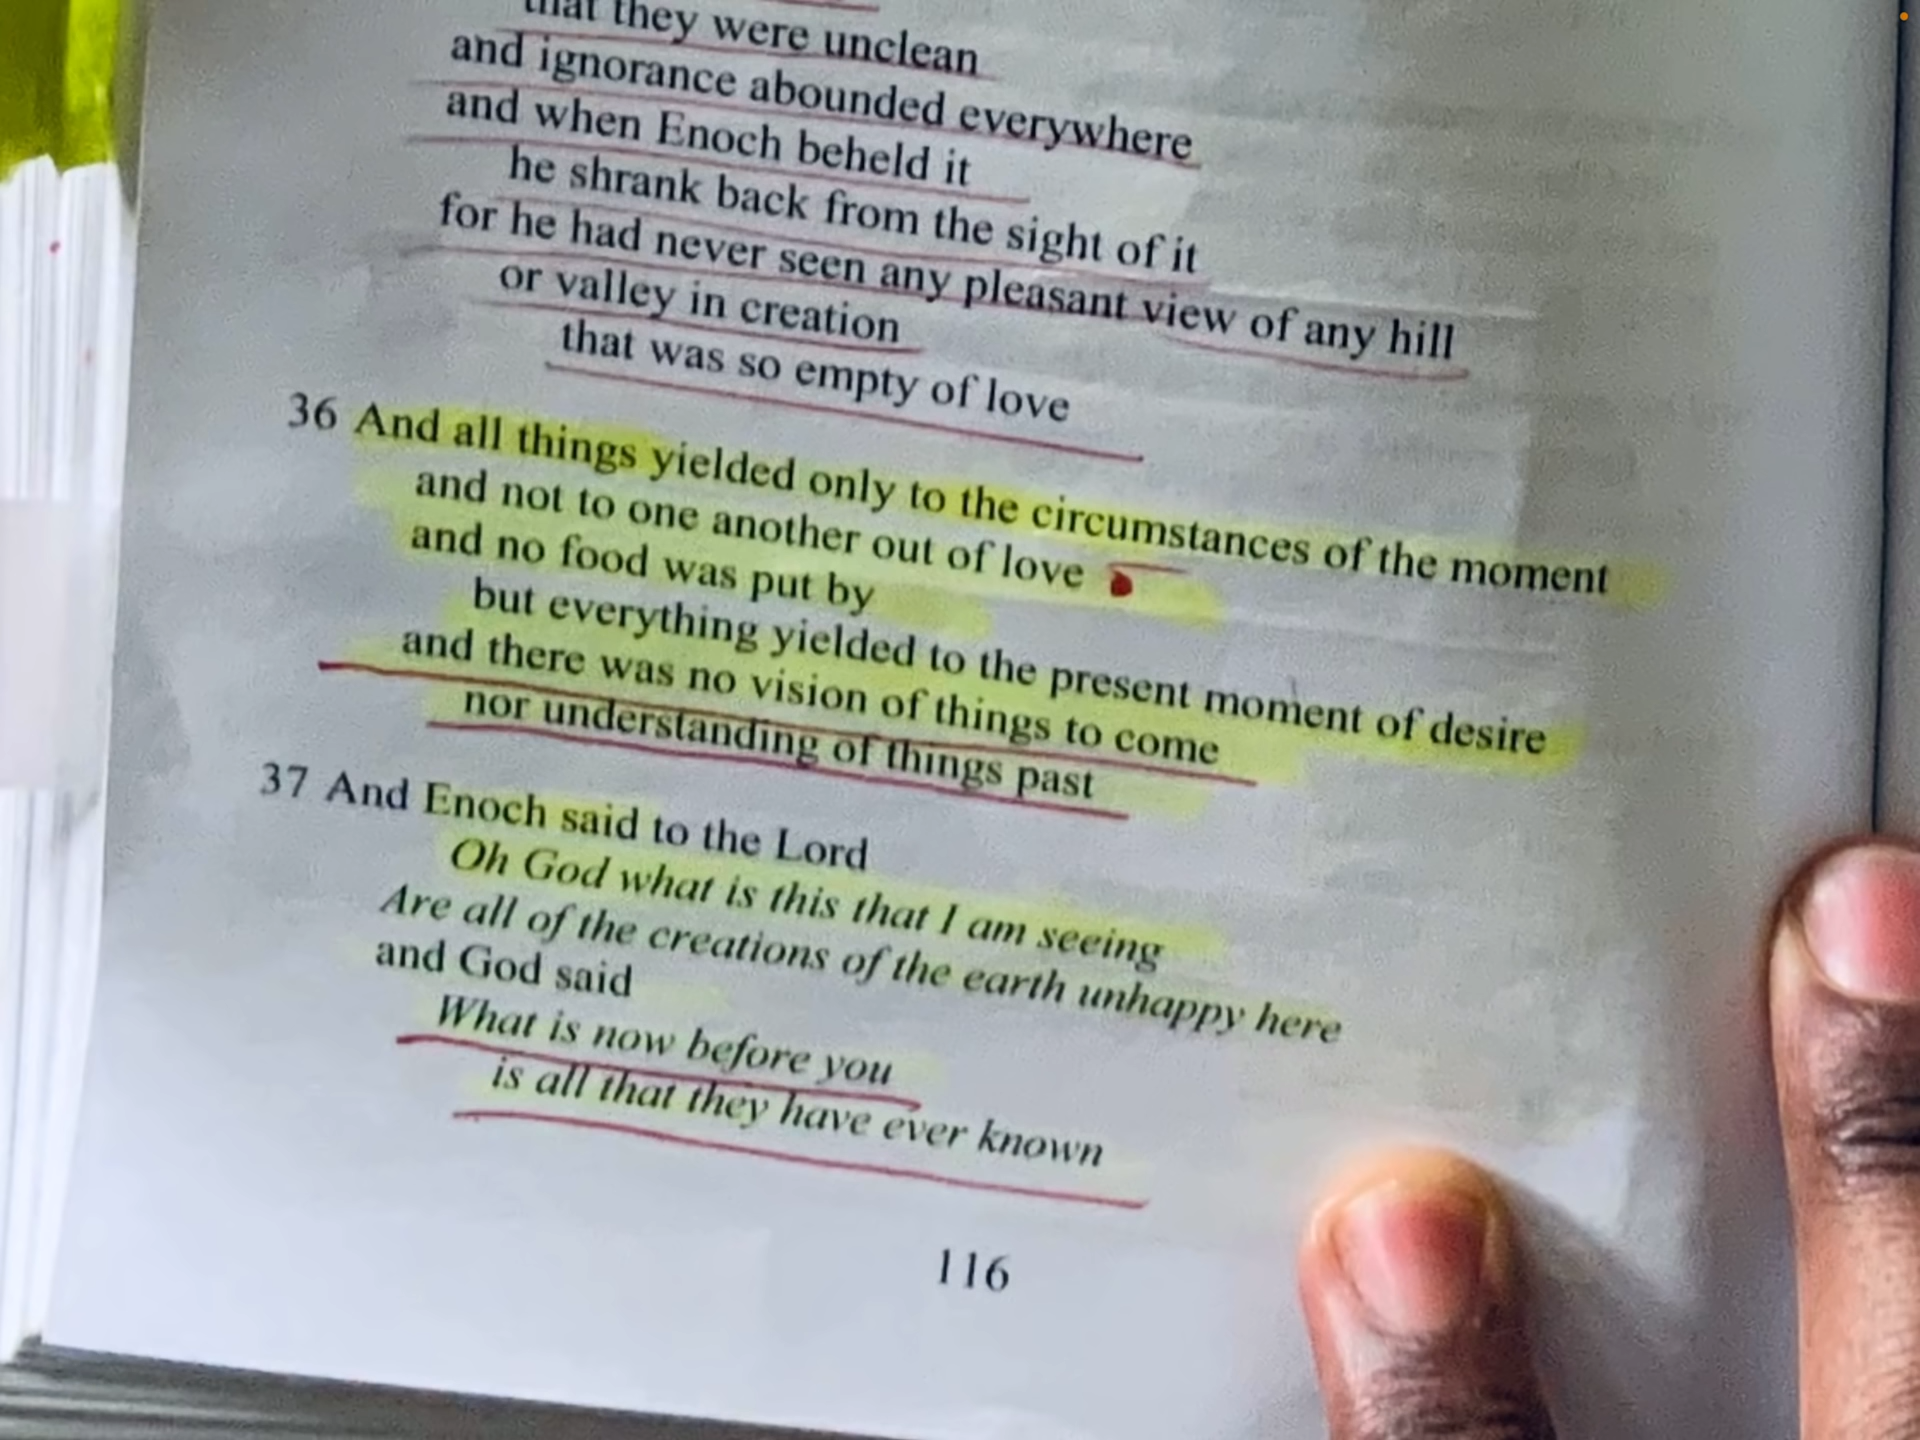 that they were unclean
and ignorance abounded everywhere
and when Enoch beheld it
he shrank back from the sight of it
for he had never seen any pleasant view of any hill
or valley in creation
that was so empty of love
36 And all things yielded only to the circumstances of the moment
and not to one another out of love
and no food was put by
but everything yielded to the present moment of desire
and there was no vision of things to come
nor understanding of things past
37 And Enoch said to the Lord
Oh God what is this that I am seeing
Are all of the creations of the earth unhappy here
and God said
What is now before you
is all that they have ever known
116